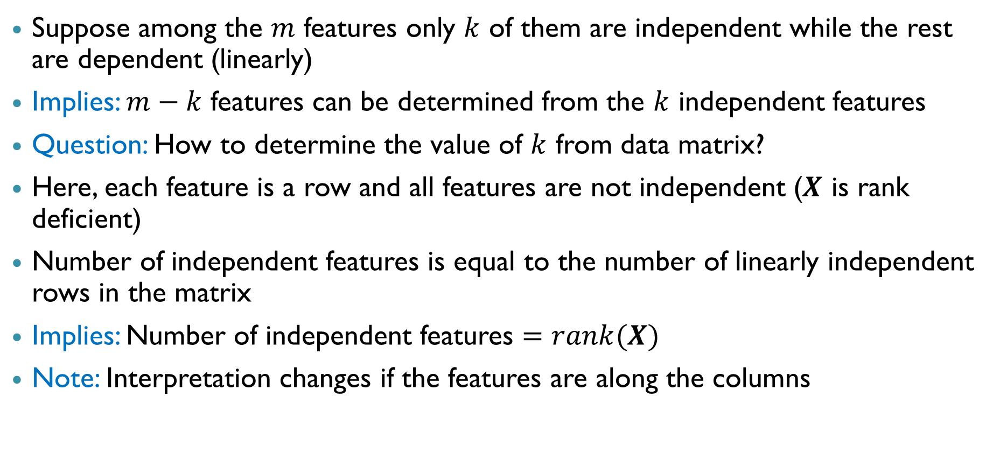 • Suppose among the m features only k of them are independent while the rest
are dependent (linearly)
• Implies: m − k features can be determined from the k independent features
• Question: How to determine the value of k from data matrix?
• Here, each feature is a row and all features are not independent (X is rank
deficient)
• Number of independent features is equal to the number of linearly independent
rows in the matrix
• Implies: Number of independent features = rank(X)
• Note: Interpretation changes if the features are along the columns